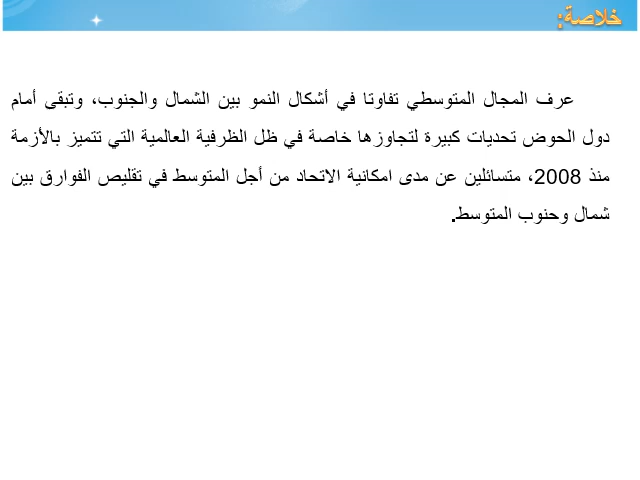 خلاصة:
عرف المجال المتوسطي تفاوتا في أشكال النمو بين الشمال والجنوب، وتبقى أمام
دول الحوض تحديات كبيرة لتجاوزها خاصة في ظل الظرفية العالمية التي تتميز بالأزمة
منذ 2008، متسائلين عن مدى امكانية الاتحاد من أجل المتوسط في تقليص الفوارق بين
شمال وحنوب المتوسط.